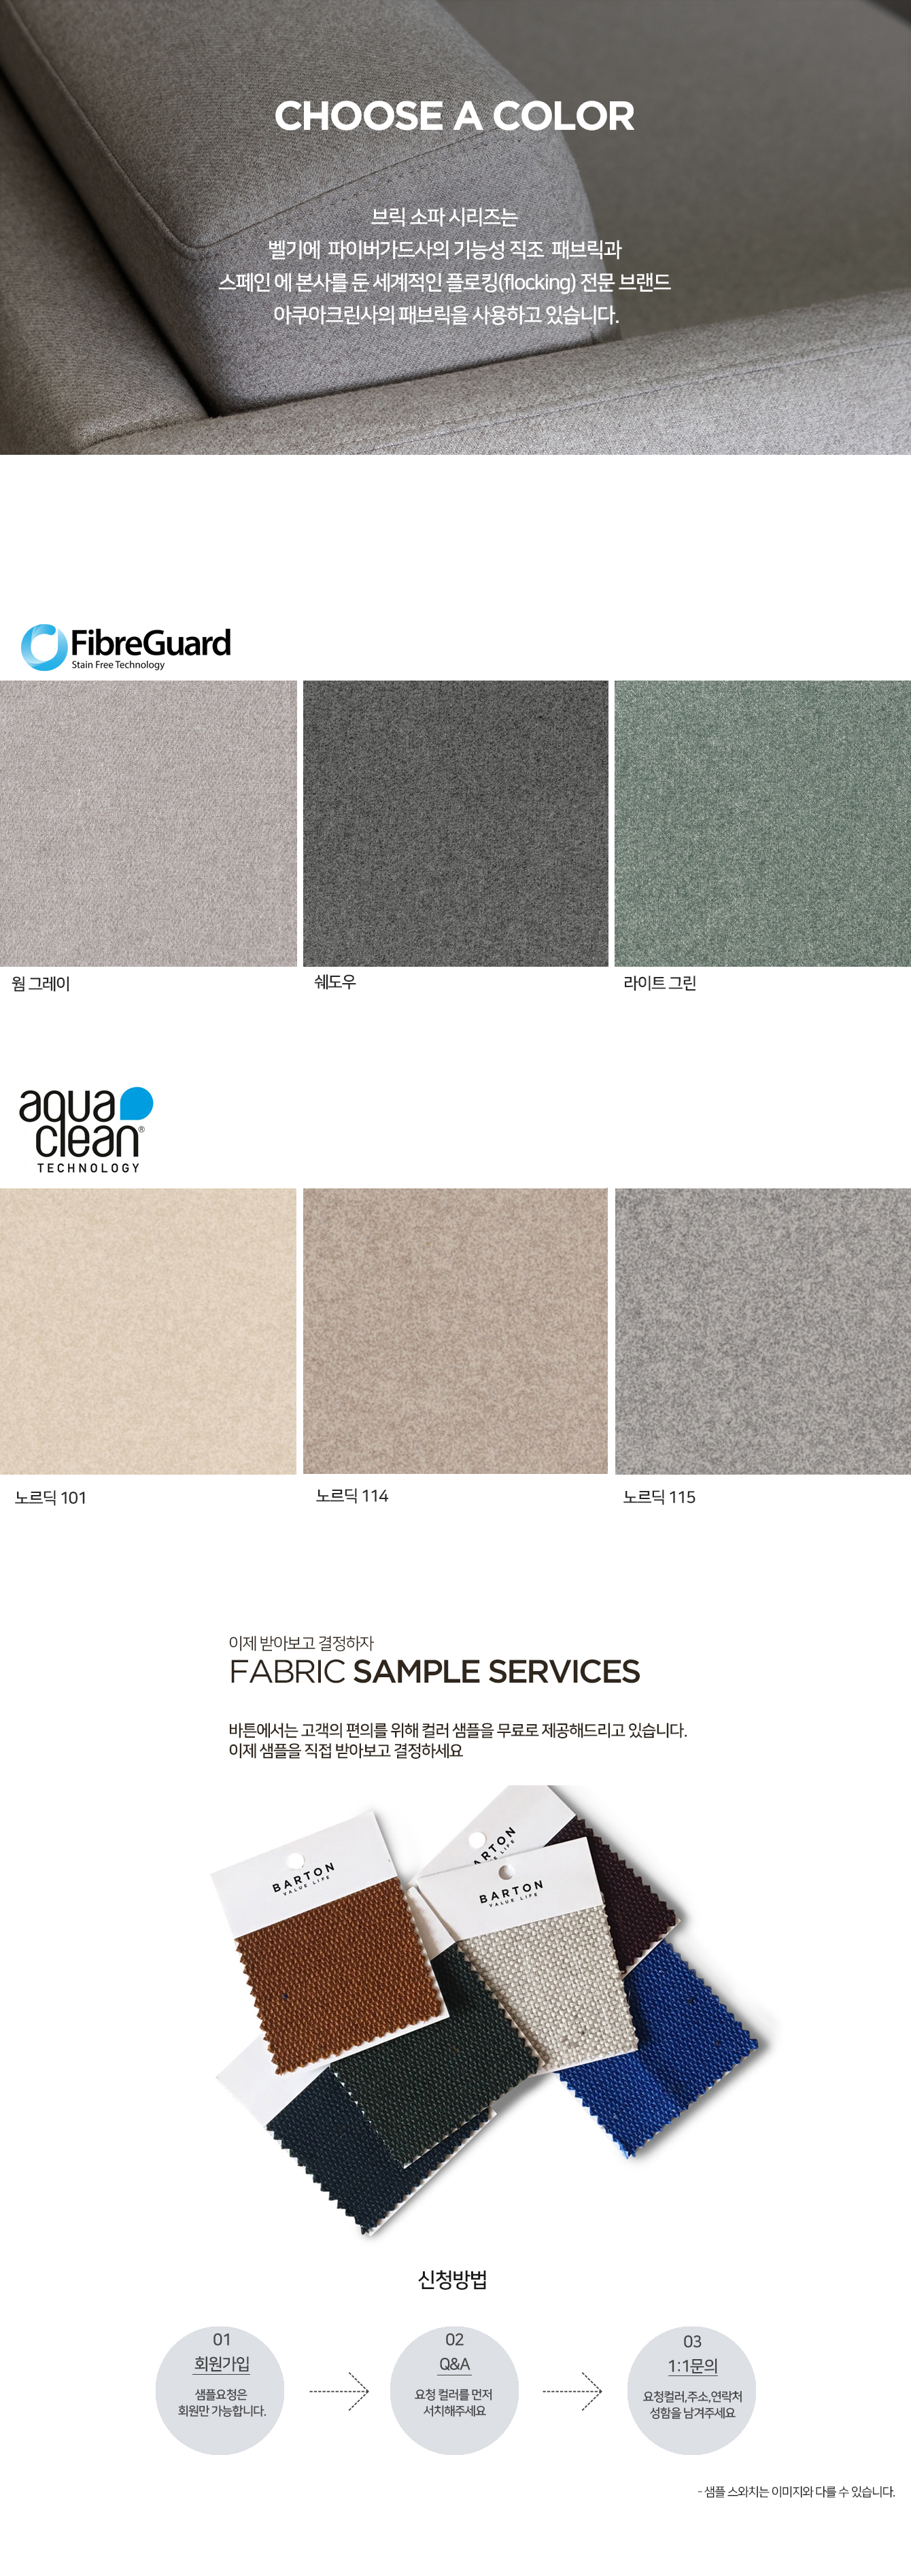 CHOOSE A COLOR
브릭 소파 시리즈는
벨기에 파이버가드사의 기능성 직조 패브릭과
스페인 에 본사를 둔 세계적인 플로킹(flocking) 전문 브랜드
아쿠아크린사의 패브릭을 사용하고 있습니다.
FibreGuard
Stain Free Technology
웜 그레이
쉐도우
라이트 그린
aqua
clean®
TECHNOLOGY
노르딕 101
노르딕 114
노르딕 115
이제 받아보고 결정하자
FABRIC SAMPLE SERVICES
바튼에서는 고객의 편의를 위해 컬러 샘플을 무료로 제공해드리고 있습니다.
이제 샘플을 직접 받아보고 결정하세요
BARTON
VALUE LIFE
ARTON
UE LIFE
BARTON
VALUE LIFE
신청방법
01
회원가입
샘플요청은
회원만 가능합니다.
02
Q&A
요청 컬러를 먼저
서치해주세요
03
1:1문의
요청컬러,주소,연락처
성함을 남겨주세요
- 샘플 스와치는 이미지와 다를 수 있습니다.